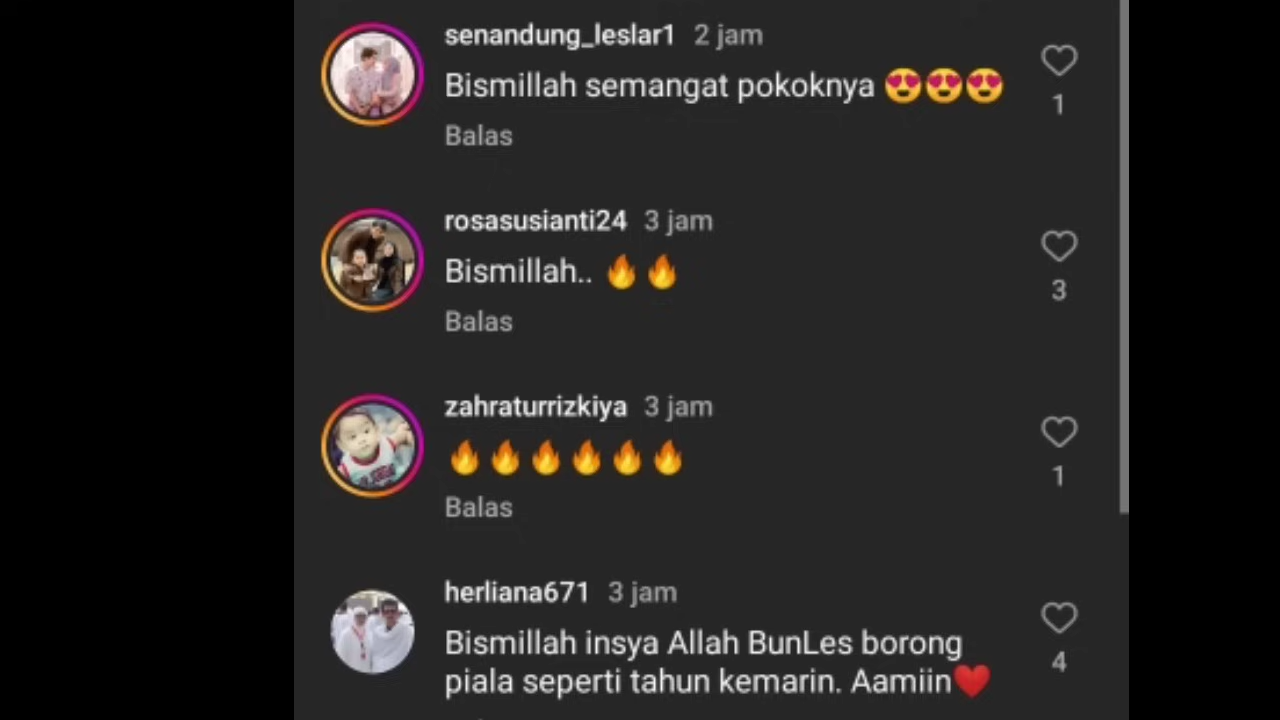 senandung_leslar1 2 jam
Bismillah semangat pokoknya 😍😍😍
1
Balas
rosasusianti24 3 jam
Bismillah.. 🔥🔥
3
Balas
zahraturrizkiya 3 jam
🔥🔥🔥🔥🔥🔥
1
Balas
herliana671 3 jam
Bismillah insya Allah BunLes borong
piala seperti tahun kemarin. Aamiin❤️
4